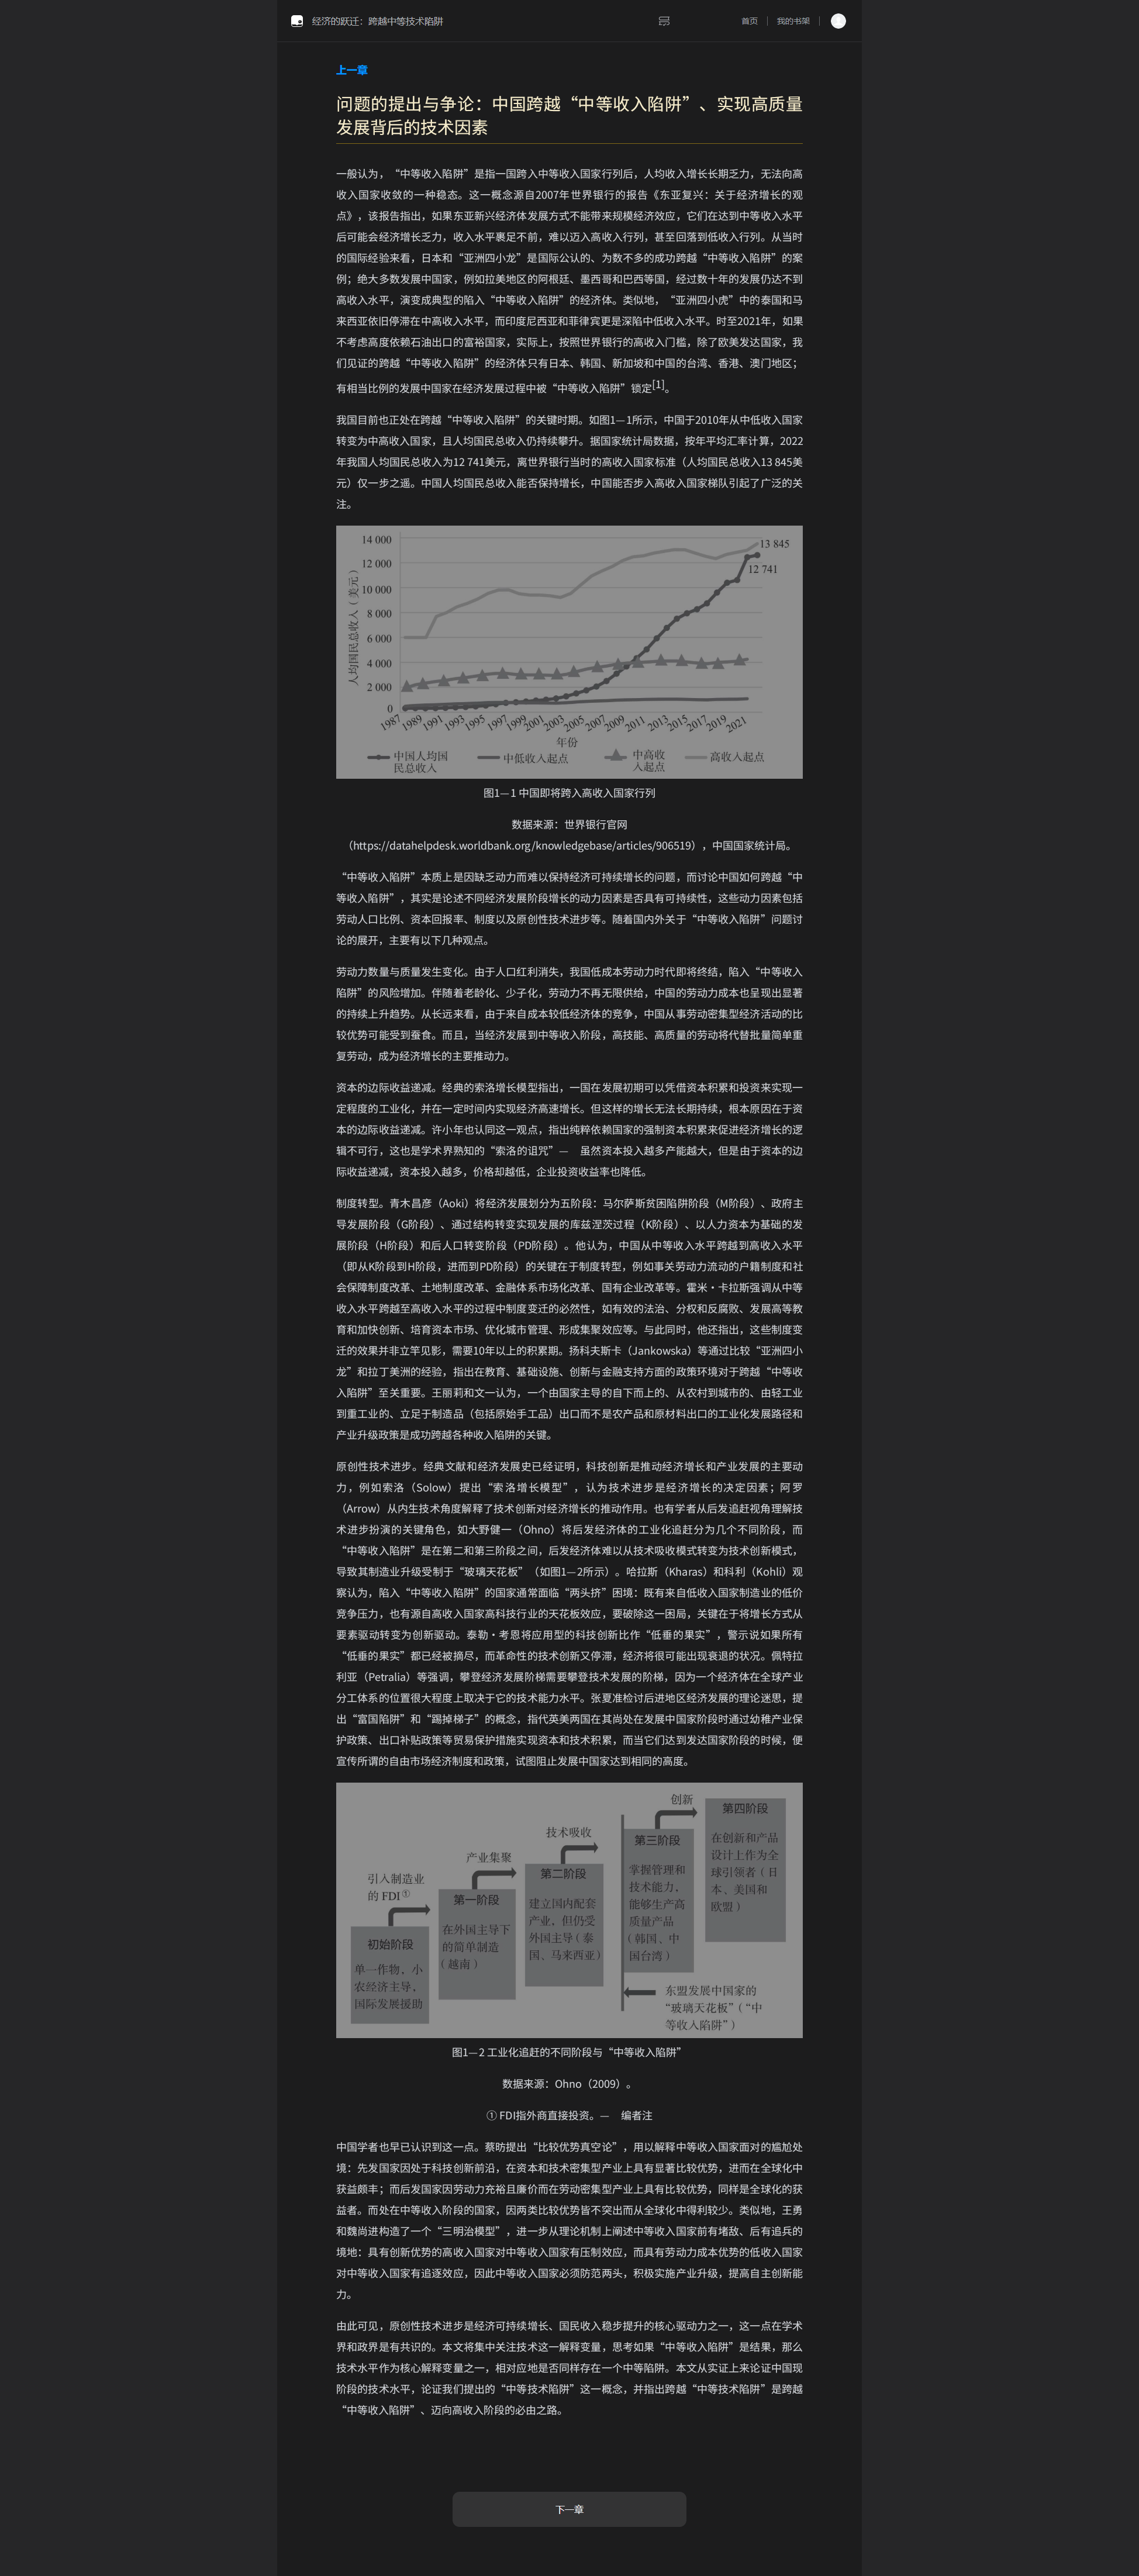 经济的跃迁：跨越中等技术陷阱
首页
我的书架
上一章
问题的提出与争论：中国跨越“中等收入陷阱”、实现高质量
发展背后的技术因素
一般认为，“中等收入陷阱”是指一国跨入中等收入国家行列后，人均收入增长长期乏力，无法向高
收入国家收敛的一种稳态。这一概念源自2007年世界银行的报告《东亚复兴：关于经济增长的观
点》，该报告指出，如果东亚新兴经济体发展方式不能带来规模经济效应，它们在达到中等收入水平
后可能会经济增长乏力，收入水平裹足不前，难以迈入高收入行列，甚至回落到低收入行列。从当时
的国际经验来看，日本和“亚洲四小龙”是国际公认的、为数不多的成功跨越“中等收入陷阱”的案
例；绝大多数发展中国家，例如拉美地区的阿根廷、墨西哥和巴西等国，经过数十年的发展仍达不到
高收入水平，演变成典型的陷入“中等收入陷阱”的经济体。类似地，“亚洲四小虎”中的泰国和马
来西亚依旧停滞在中高收入水平，而印度尼西亚和菲律宾更是深陷中低收入水平。时至2021年，如果
不考虑高度依赖石油出口的富裕国家，实际上，按照世界银行的高收入门槛，除了欧美发达国家，我
们见证的跨越“中等收入陷阱”的经济体只有日本、韩国、新加坡和中国的台湾、香港、澳门地区；
有相当比例的发展中国家在经济发展过程中被“中等收入陷阱”锁定[1]。
我国目前也正处在跨越“中等收入陷阱”的关键时期。如图1—1所示，中国于2010年从中低收入国家
转变为中高收入国家，且人均国民总收入仍持续攀升。据国家统计局数据，按年平均汇率计算，2022
年我国人均国民总收入为12 741美元，离世界银行当时的高收入国家标准（人均国民总收入13 845美
元）仅一步之遥。中国人均国民总收入能否保持增长，中国能否步入高收入国家梯队引起了广泛的关
注。
人均国民总收入（美元）
14 000
12 000
10 000
8 000
6 000
4 000
2 000
0
13 845
12 741
1987
1989
1991
1993
1995
1997
1999
2001
2003
2005
2007
2009
2011
2013
2015
2017
2019
2021
年份
中国人均国
民总收入
中低收入起点
中高收
入起点
高收入起点
图1—1 中国即将跨入高收入国家行列
数据来源：世界银行官网
（https://datahelpdesk.worldbank.org/knowledgebase/articles/906519），中国国家统计局。
“中等收入陷阱”本质上是因缺乏动力而难以保持经济可持续增长的问题，而讨论中国如何跨越“中
等收入陷阱”，其实是论述不同经济发展阶段增长的动力因素是否具有可持续性，这些动力因素包括
劳动人口比例、资本回报率、制度以及原创性技术进步等。随着国内外关于“中等收入陷阱”问题讨
论的展开，主要有以下几种观点。
劳动力数量与质量发生变化。由于人口红利消失，我国低成本劳动力时代即将终结，陷入“中等收入
陷阱”的风险增加。伴随着老龄化、少子化，劳动力不再无限供给，中国的劳动力成本也呈现出显著
的持续上升趋势。从长远来看，由于来自成本较低经济体的竞争，中国从事劳动密集型经济活动的比
较优势可能受到蚕食。而且，当经济发展到中等收入阶段，高技能、高质量的劳动将代替批量简单重
复劳动，成为经济增长的主要推动力。
资本的边际收益递减。经典的索洛增长模型指出，一国在发展初期可以凭借资本积累和投资来实现一
定程度的工业化，并在一定时间内实现经济高速增长。但这样的增长无法长期持续，根本原因在于资
本的边际收益递减。许小年也认同这一观点，指出纯粹依赖国家的强制资本积累来促进经济增长的逻
辑不可行，这也是学术界熟知的“索洛的诅咒”— 虽然资本投入越多产能越大，但是由于资本的边
际收益递减，资本投入越多，价格却越低，企业投资收益率也降低。
制度转型。青木昌彦（Aoki）将经济发展划分为五阶段：马尔萨斯贫困陷阱阶段（M阶段）、政府主
导发展阶段（G阶段）、通过结构转变实现发展的库兹涅茨过程（K阶段）、以人力资本为基础的发
展阶段（H阶段）和后人口转变阶段（PD阶段）。他认为，中国从中等收入水平跨越到高收入水平
（即从K阶段到H阶段，进而到PD阶段）的关键在于制度转型，例如事关劳动力流动的户籍制度和社
会保障制度改革、土地制度改革、金融体系市场化改革、国有企业改革等。霍米·卡拉斯强调从中等
收入水平跨越至高收入水平的过程中制度变迁的必然性，如有效的法治、分权和反腐败、发展高等教
育和加快创新、培育资本市场、优化城市管理、形成集聚效应等。与此同时，他还指出，这些制度变
迁的效果并非立竿见影，需要10年以上的积累期。扬科夫斯卡（Jankowska）等通过比较“亚洲四小
龙”和拉丁美洲的经验，指出在教育、基础设施、创新与金融支持方面的政策环境对于跨越“中等收
入陷阱”至关重要。王丽莉和文一认为，一个由国家主导的自下而上的、从农村到城市的、由轻工业
到重工业的、立足于制造品（包括原始手工品）出口而不是农产品和原材料出口的工业化发展路径和
产业升级政策是成功跨越各种收入陷阱的关键。
原创性技术进步。经典文献和经济发展史已经证明，科技创新是推动经济增长和产业发展的主要动
力，例如索洛（Solow）提出“索洛增长模型”，认为技术进步是经济增长的决定因素；阿罗
（Arrow）从内生技术角度解释了技术创新对经济增长的推动作用。也有学者从后发追赶视角理解技
术进步扮演的关键角色，如大野健一（Ohno）将后发经济体的工业化追赶分为几个不同阶段，而
“中等收入陷阱”是在第二和第三阶段之间，后发经济体难以从技术吸收模式转变为技术创新模式，
导致其制造业升级受制于“玻璃天花板”（如图1—2所示）。哈拉斯（Kharas）和科利（Kohli）观
察认为，陷入“中等收入陷阱”的国家通常面临“两头挤”困境：既有来自低收入国家制造业的低价
竞争压力，也有源自高收入国家高科技行业的天花板效应，要破除这一困局，关键在于将增长方式从
要素驱动转变为创新驱动。泰勒·考恩将应用型的科技创新比作“低垂的果实”，警示说如果所有
“低垂的果实”都已经被摘尽，而革命性的技术创新又停滞，经济将很可能出现衰退的状况。佩特拉
利亚（Petralia）等强调，攀登经济发展阶梯需要攀登技术发展的阶梯，因为一个经济体在全球产业
分工体系的位置很大程度上取决于它的技术能力水平。张夏准检讨后进地区经济发展的理论迷思，提
出“富国陷阱”和“踢掉梯子”的概念，指代英美两国在其尚处在发展中国家阶段时通过幼稚产业保
护政策、出口补贴政策等贸易保护措施实现资本和技术积累，而当它们达到发达国家阶段的时候，便
宣传所谓的自由市场经济制度和政策，试图阻止发展中国家达到相同的高度。
引入制造业
的 FDI①
初始阶段
单一作物、小
农经济主导，
国际发展援助
产业集聚
第一阶段
在外国主导下
的简单制造
（越南）
技术吸收
第二阶段
建立国内配套
产业，但仍受
外国主导（泰
国、马来西亚）
创新
第三阶段
掌握管理和
技术能力，
能够生产高
质量产品
（韩国、中
国台湾）
第四阶段
在创新和产品
设计上作为全
球引领者（日
本、美国和
欧盟）
东盟发展中国家的
“玻璃天花板”（“中
等收入陷阱”）
图1—2 工业化追赶的不同阶段与“中等收入陷阱”
数据来源：Ohno（2009）。
① FDI指外商直接投资。— 编者注
中国学者也早已认识到这一点。蔡昉提出“比较优势真空论”，用以解释中等收入国家面对的尴尬处
境：先发国家因处于科技创新前沿，在资本和技术密集型产业上具有显著比较优势，进而在全球化中
获益颇丰；而后发国家因劳动力充裕且廉价而在劳动密集型产业上具有比较优势，同样是全球化的获
益者。而处在中等收入阶段的国家，因两类比较优势皆不突出而从全球化中得利较少。类似地，王勇
和魏尚进构造了一个“三明治模型”，进一步从理论机制上阐述中等收入国家前有堵敌、后有追兵的
境地：具有创新优势的高收入国家对中等收入国家有压制效应，而具有劳动力成本优势的低收入国家
对中等收入国家有追逐效应，因此中等收入国家必须防范两头，积极实施产业升级，提高自主创新能
力。
由此可见，原创性技术进步是经济可持续增长、国民收入稳步提升的核心驱动力之一，这一点在学术
界和政界是有共识的。本文将集中关注技术这一解释变量，思考如果“中等收入陷阱”是结果，那么
技术水平作为核心解释变量之一，相对应地是否同样存在一个中等陷阱。本文从实证上来论证中国现
阶段的技术水平，论证我们提出的“中等技术陷阱”这一概念，并指出跨越“中等技术陷阱”是跨越
“中等收入陷阱”、迈向高收入阶段的必由之路。
下一章